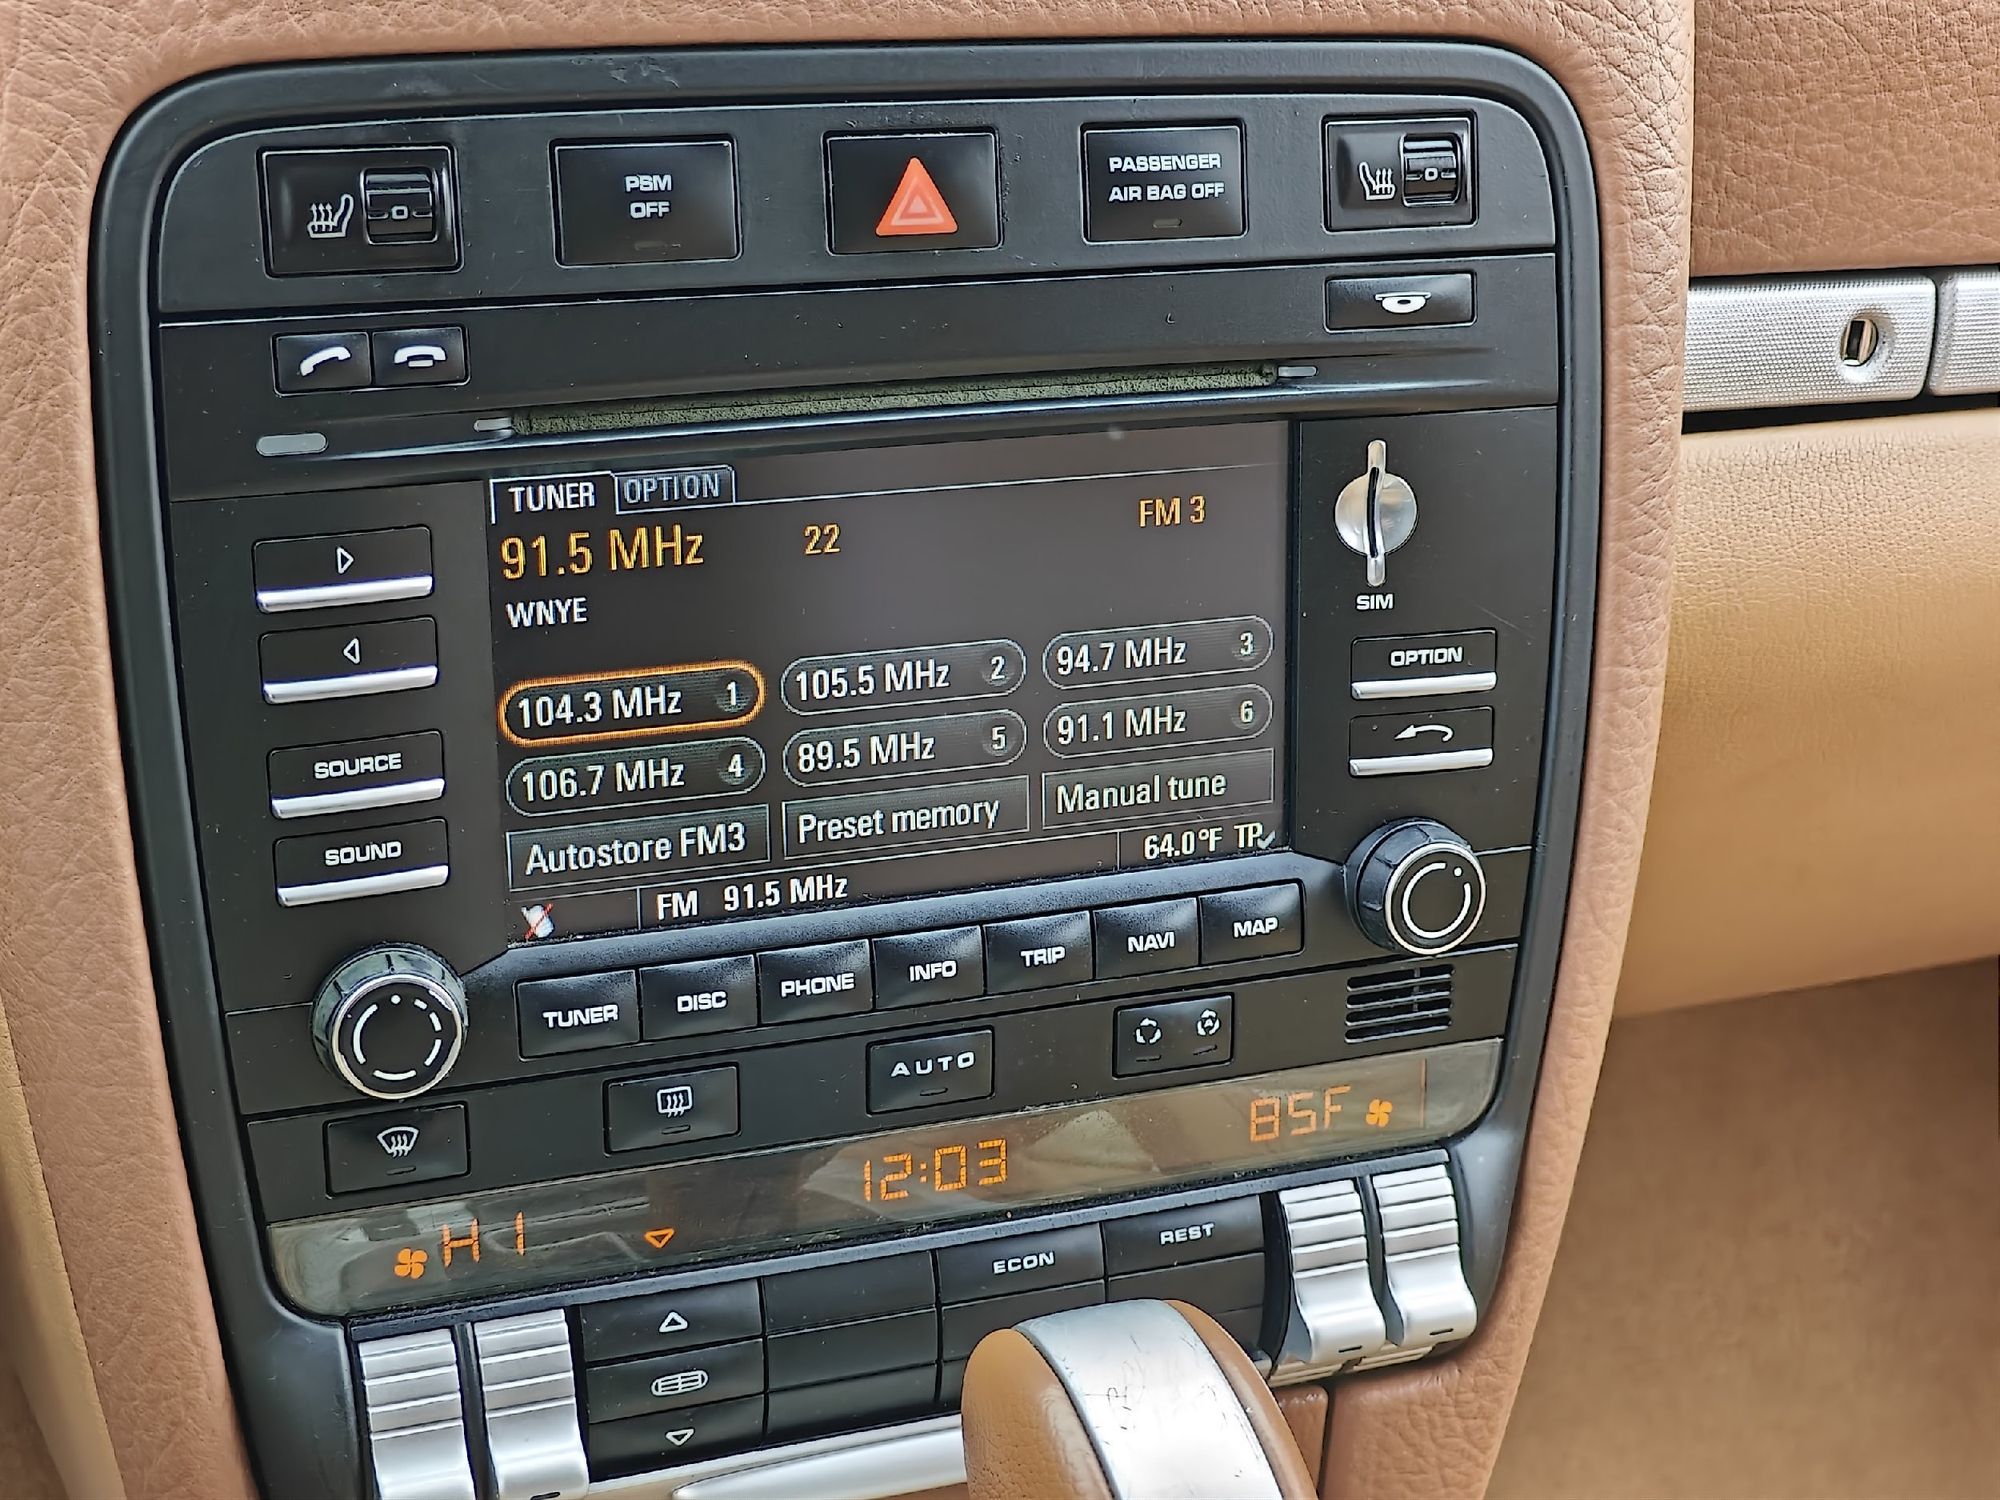 PSM
OFF
PASSENGER
AIR BAG OFF
TUNER OPTION
91.5 MHz 22 FM 3
WNYE
104.3 MHz 1 105.5 MHz 2 94.7 MHz 3
106.7 MHz 4 89.5 MHz 5 91.1 MHz 6
Autostore FM3 Preset memory Manual tune
FM 91.5 MHz 64.0°F TP
SOURCE
SOUND
SIM
OPTION
TUNER DISC PHONE INFO TRIP NAVI MAP
AUTO
HI 12:03 85F
ECON REST